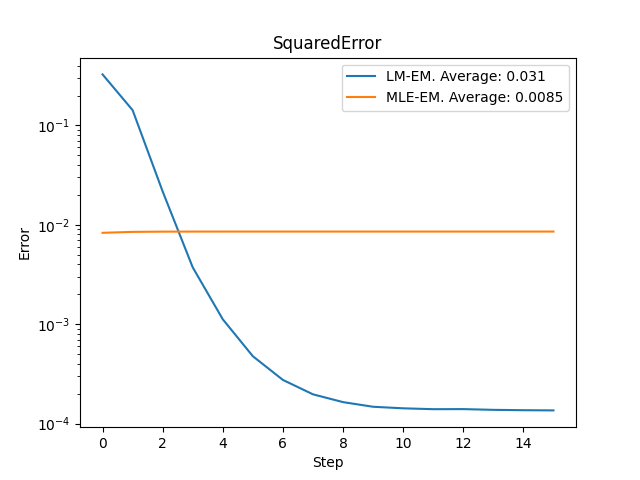 SquaredError
LM-EM. Average: 0.031
MLE-EM. Average: 0.0085
Error
10⁻¹
10⁻²
10⁻³
10⁻⁴
0 2 4 6 8 10 12 14
Step